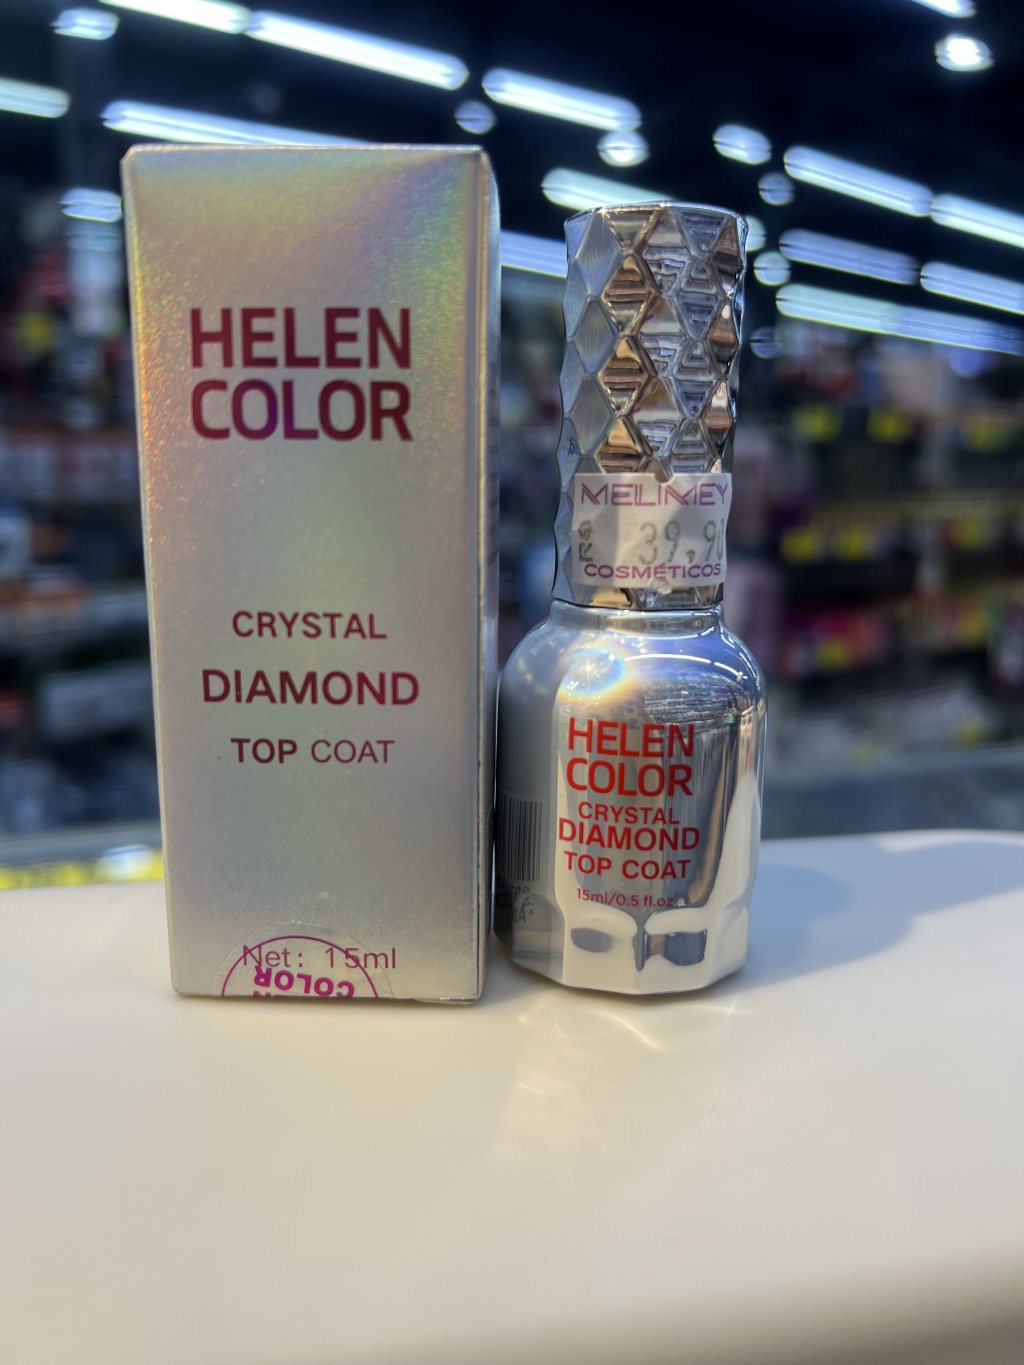 HELEN
COLOR
CRYSTAL
DIAMOND
TOP COAT
Net: 15ml
COLOR
MELIMEY
39,90
COSMÉTICOS
HELEN
COLOR
CRYSTAL
DIAMOND
TOP COAT
15ml/0.5 fl.oz